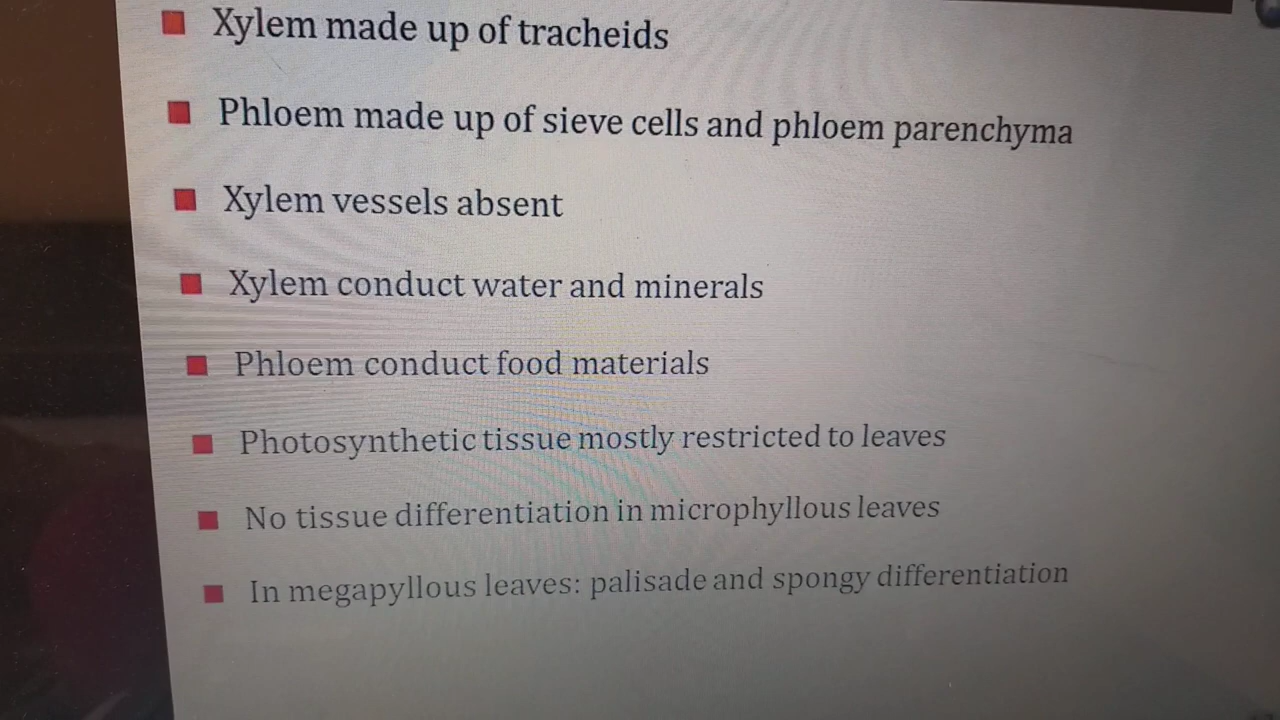 Xylem made up of tracheids
Phloem made up of sieve cells and phloem parenchyma
Xylem vessels absent
Xylem conduct water and minerals
Phloem conduct food materials
Photosynthetic tissue mostly restricted to leaves
No tissue differentiation in microphyllous leaves
In megapyllous leaves: palisade and spongy differentiation